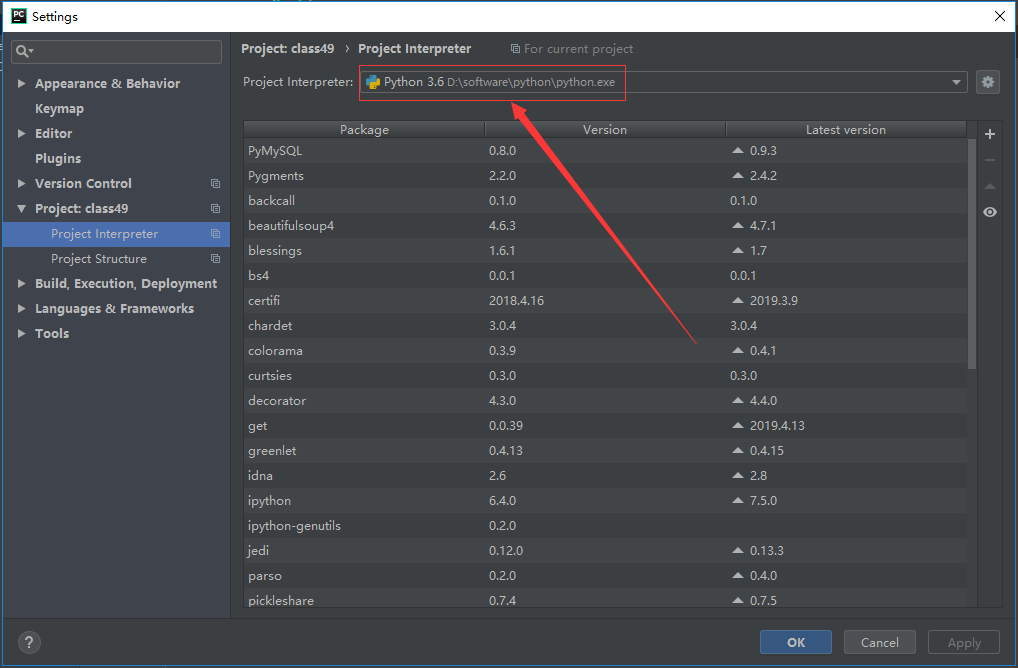 PC Settings
Project: class49 › Project Interpreter For current project
Appearance & Behavior
Keymap
Editor
Plugins
Version Control
Project: class49
Project Interpreter
Project Structure
Build, Execution, Deployment
Languages & Frameworks
Tools
Project Interpreter: Python 3.6 D:\software\python\python.exe
Package Version Latest version
PyMySQL 0.8.0 0.9.3
Pygments 2.2.0 2.4.2
backcall 0.1.0 0.1.0
beautifulsoup4 4.6.3 4.7.1
blessings 1.6.1 1.7
bs4 0.0.1 0.0.1
certifi 2018.4.16 2019.3.9
chardet 3.0.4 3.0.4
colorama 0.3.9 0.4.1
curtsies 0.3.0 0.3.0
decorator 4.3.0 4.4.0
get 0.0.39 2019.4.13
greenlet 0.4.13 0.4.15
idna 2.6 2.8
ipython 6.4.0 7.5.0
ipython-genutils 0.2.0
jedi 0.12.0 0.13.3
parso 0.2.0 0.4.0
pickleshare 0.7.4 0.7.5
? OK Cancel Apply